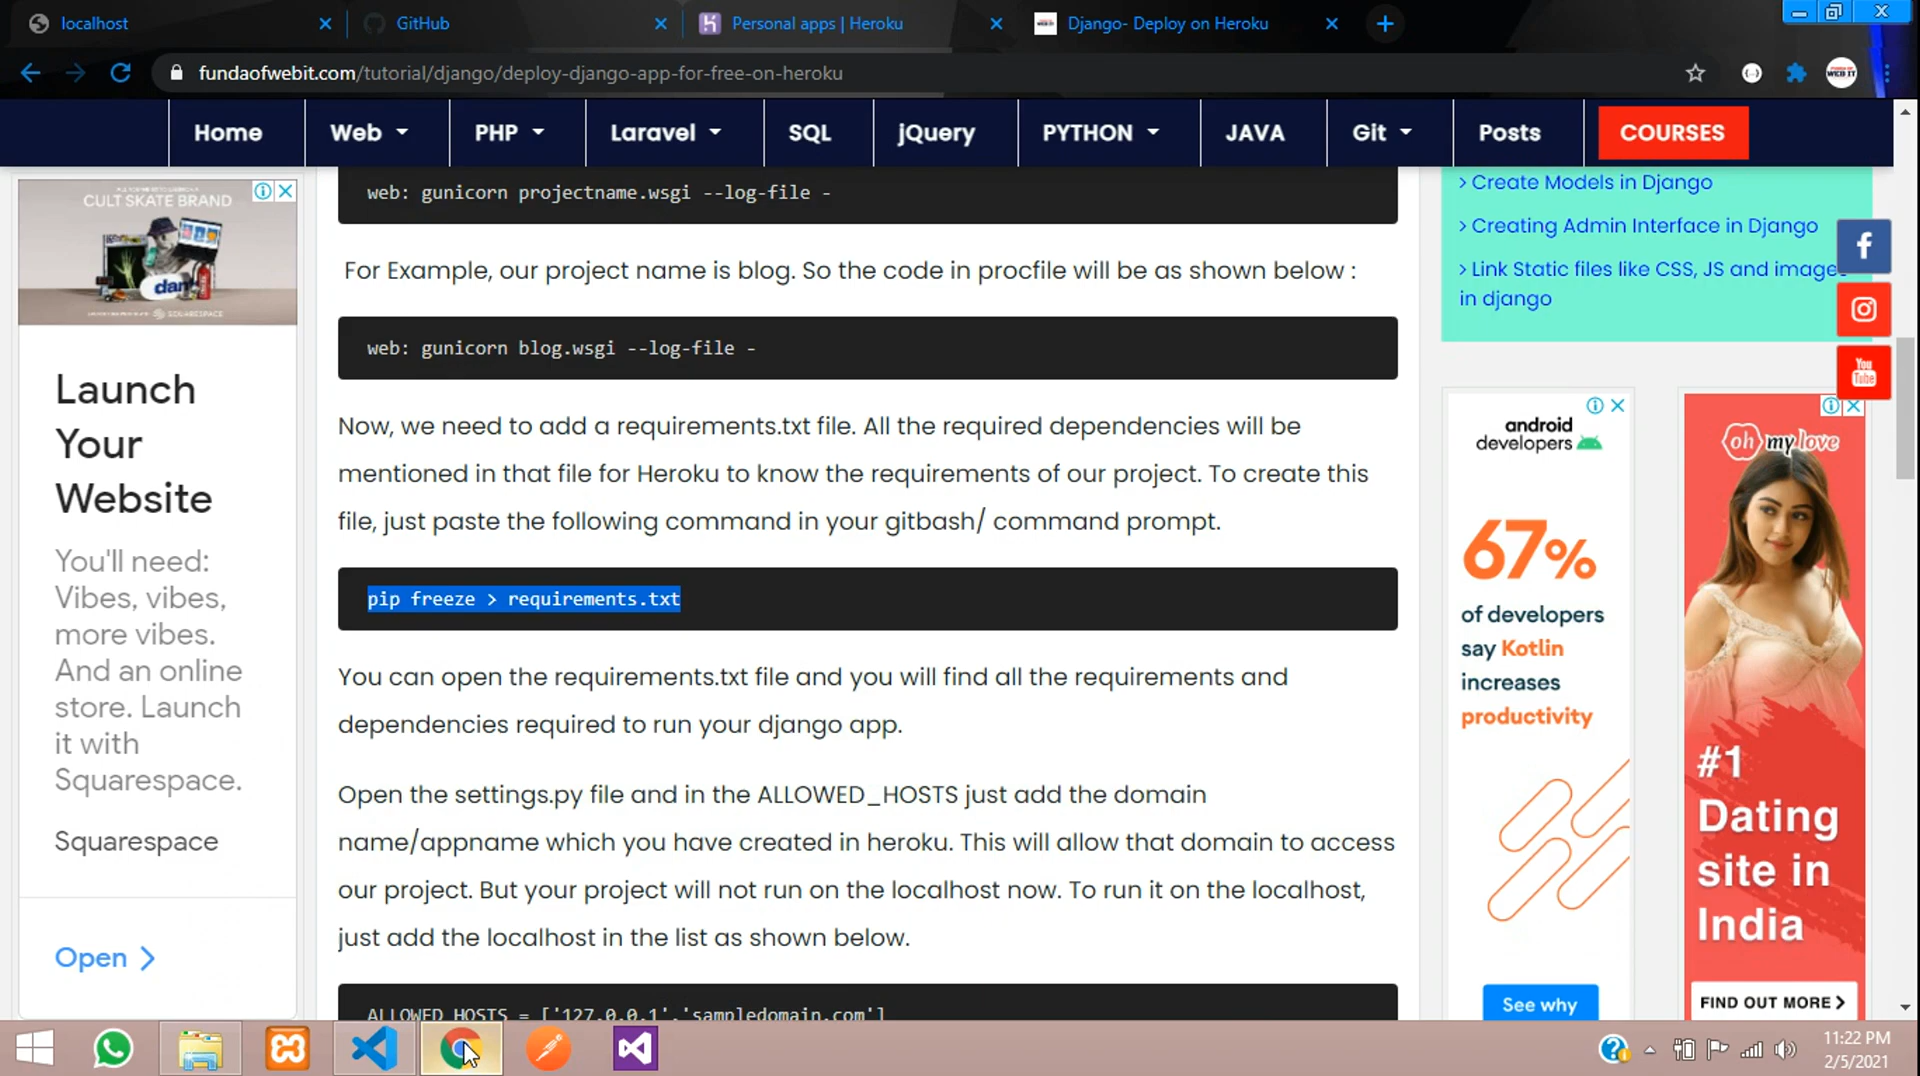 localhost
GitHub
Personal apps | Heroku
Django- Deploy on Heroku
fundaofwebit.com/tutorial/django/deploy-django-app-for-free-on-heroku
Home
Web
PHP
Laravel
SQL
jQuery
PYTHON
JAVA
Git
Posts
COURSES
CULT SKATE BRAND
SQUARESPACE
Launch
Your
Website
You'll need:
Vibes, vibes,
more vibes.
And an online
store. Launch
it with
Squarespace.
Squarespace
Open
web: gunicorn projectname.wsgi --log-file -
For Example, our project name is blog. So the code in procfile will be as shown below :
web: gunicorn blog.wsgi --log-file -
Now, we need to add a requirements.txt file. All the required dependencies will be
mentioned in that file for Heroku to know the requirements of our project. To create this
file, just paste the following command in your gitbash/ command prompt.
pip freeze > requirements.txt
You can open the requirements.txt file and you will find all the requirements and
dependencies required to run your django app.
Open the settings.py file and in the ALLOWED_HOSTS just add the domain
name/appname which you have created in heroku. This will allow that domain to access
our project. But your project will not run on the localhost now. To run it on the localhost,
just add the localhost in the list as shown below.
ALLOWED_HOSTS = ['127.0.0.1','sampledomain.com']
> Create Models in Django
> Creating Admin Interface in Django
> Link Static files like CSS, JS and images
in django
You
Tube
android
developers
67%
of developers
say Kotlin
increases
productivity
See why
oh my love
#1
Dating
site in
India
FIND OUT MORE >
11:22 PM
2/5/2021